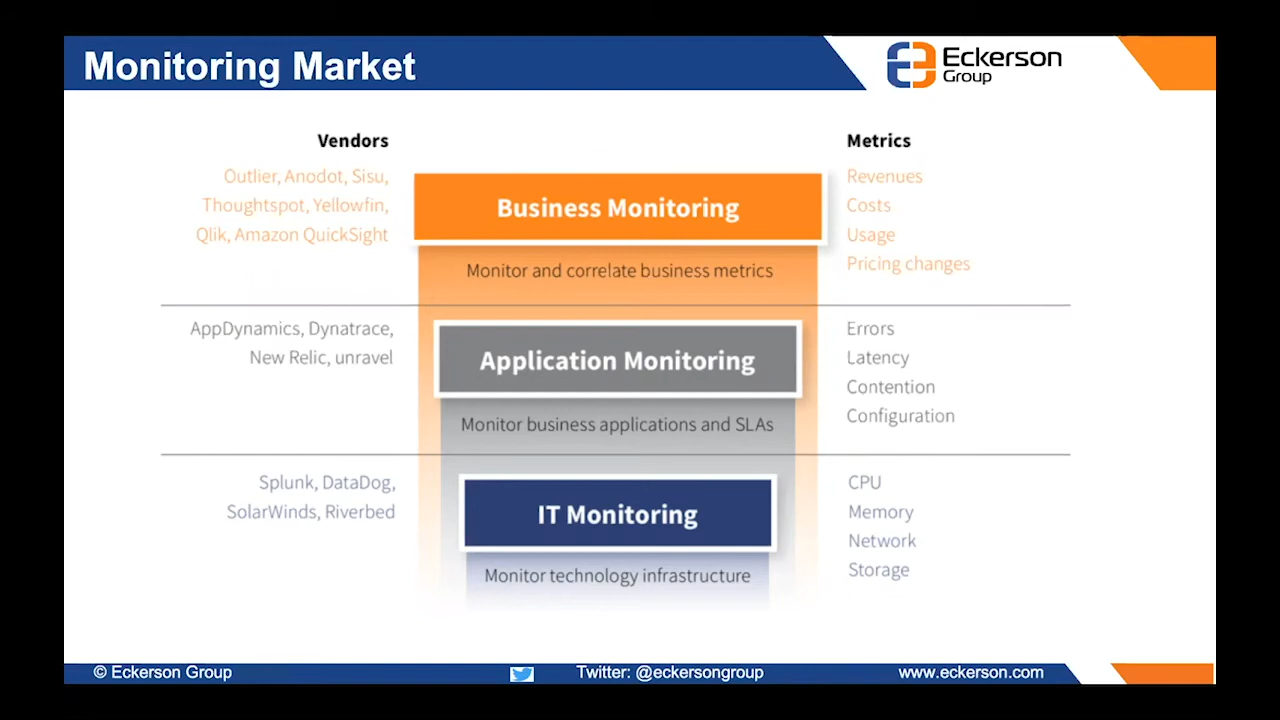 Monitoring Market
Eckerson
Group
Vendors
Metrics
Outlier, Anodot, Sisu,
Thoughtspot, Yellowfin,
Qlik, Amazon QuickSight
Business Monitoring
Monitor and correlate business metrics
Revenues
Costs
Usage
Pricing changes
AppDynamics, Dynatrace,
New Relic, unravel
Application Monitoring
Monitor business applications and SLAs
Errors
Latency
Contention
Configuration
Splunk, DataDog,
SolarWinds, Riverbed
IT Monitoring
Monitor technology infrastructure
CPU
Memory
Network
Storage
© Eckerson Group
Twitter: @eckersongroup
www.eckerson.com